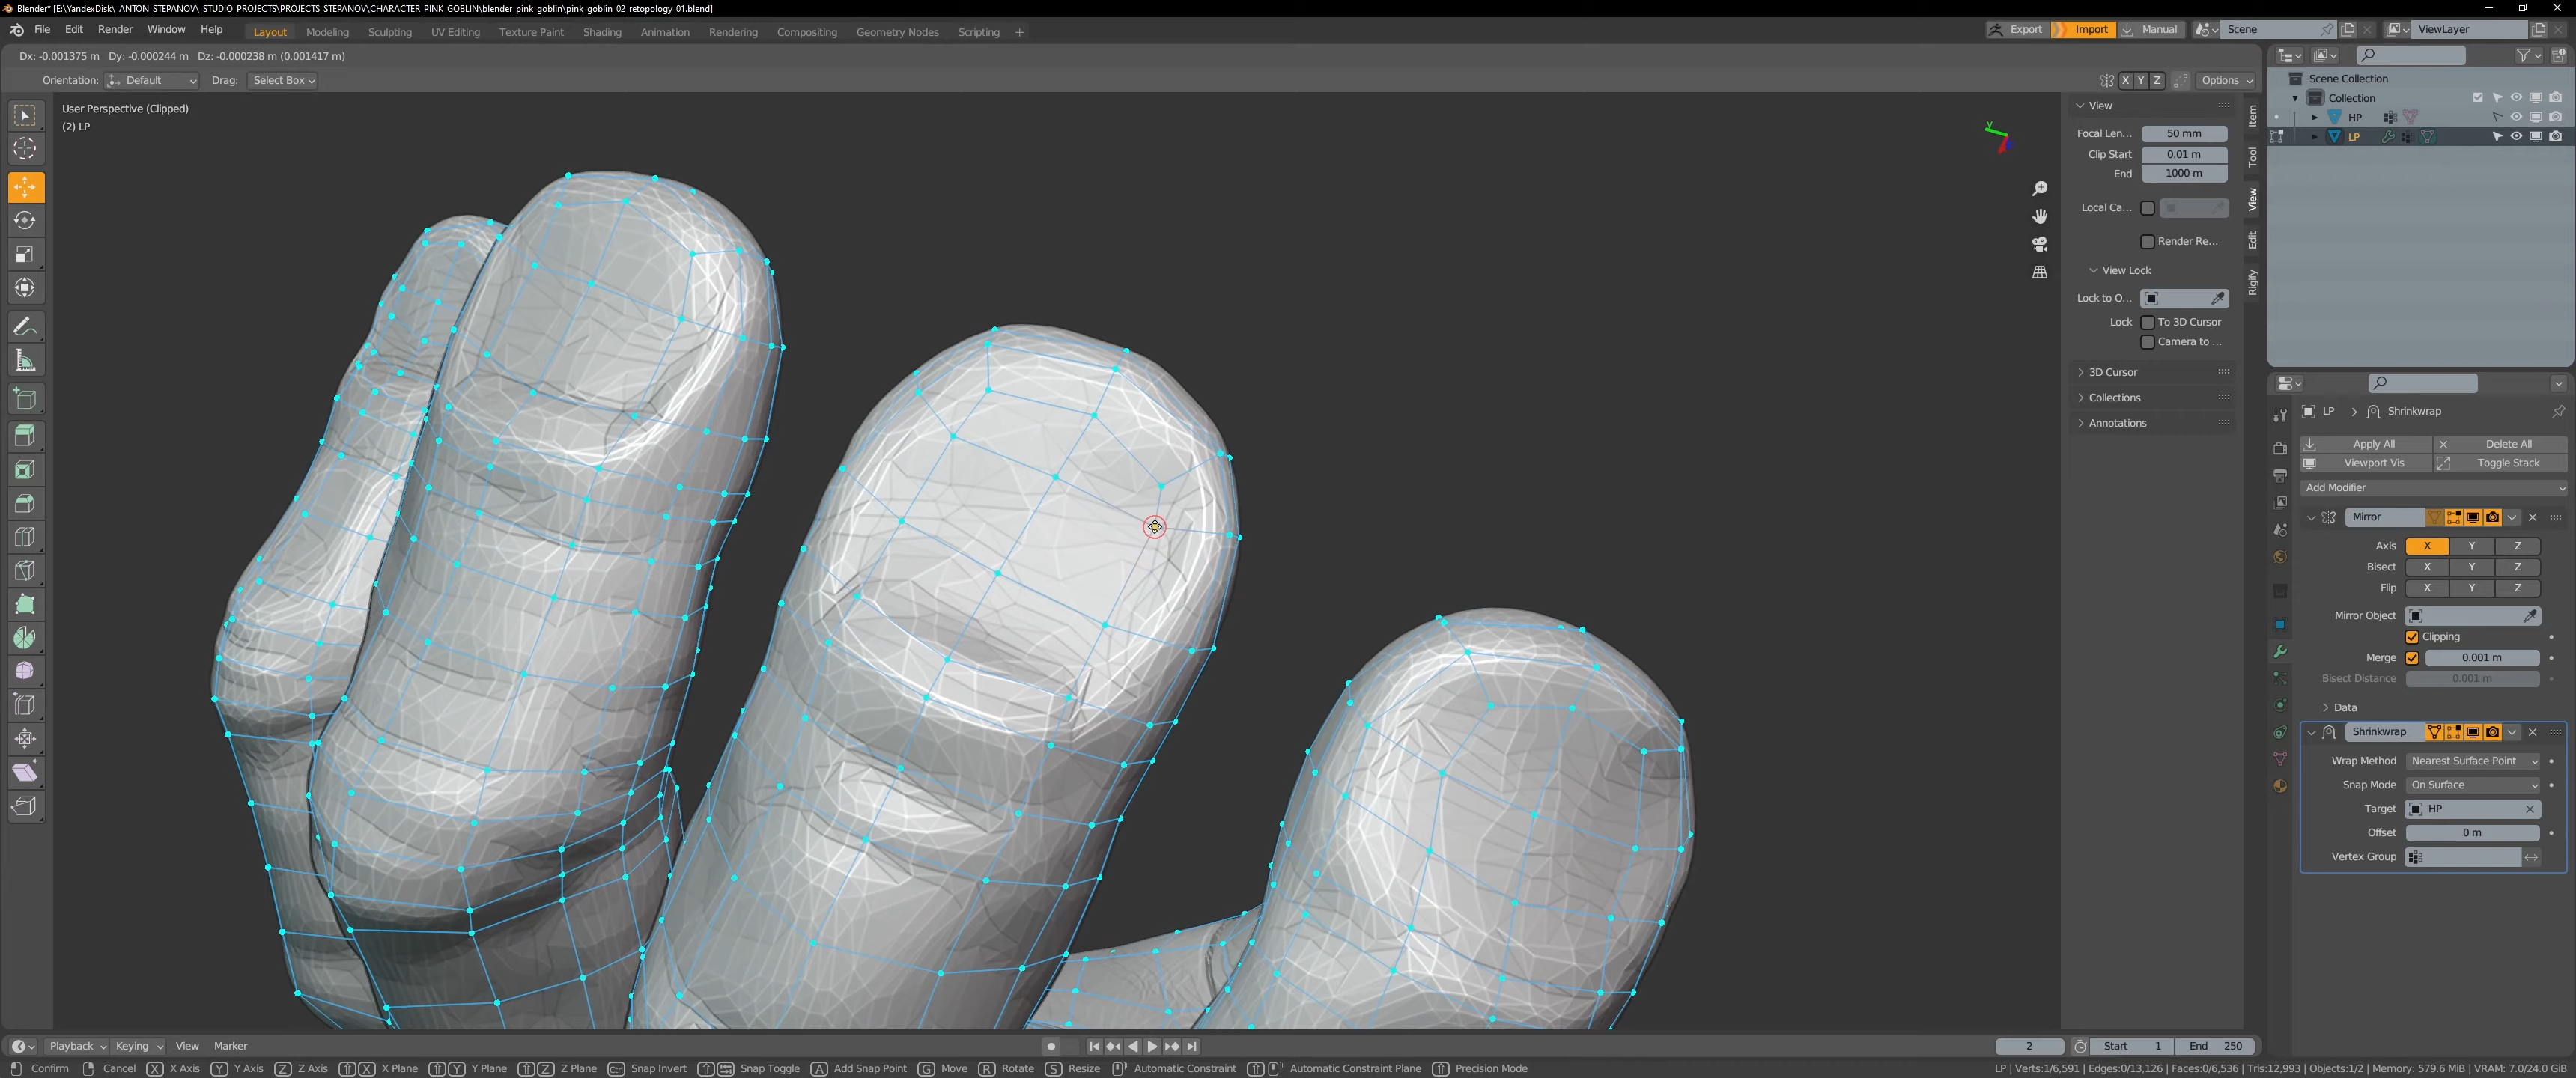 Blender* [E:\YandexDisk\_ANTON_STEPANOV\_STUDIO_PROJECTS\PROJECTS_STEPANOV\CHARACTER_PINK_GOBLIN\blender_pink_goblin\pink_goblin_02_retopology_01.blend]
File Edit Render Window Help Layout Modeling Sculpting UV Editing Texture Paint Shading Animation Rendering Compositing Geometry Nodes Scripting + Export Import Manual Scene ViewLayer
Dx: -0.001375 m Dy: -0.000244 m Dz: -0.000238 m (0.001417 m)
Orientation: Default Drag: Select Box X Y Z Options
User Perspective (Clipped)
(2) LP
Y
View
Focal Len... 50 mm
Clip Start 0.01 m
End 1000 m
Local Ca...
Render Re...
View Lock
Lock to O...
Lock To 3D Cursor
Camera to ...
3D Cursor
Collections
Annotations
Item
Tool
View
Edit
Rigify
Scene Collection
Collection
HP
LP
LP > Shrinkwrap
Apply All Delete All
Viewport Vis Toggle Stack
Add Modifier
Mirror
Axis X Y Z
Bisect X Y Z
Flip X Y Z
Mirror Object
Clipping
Merge 0.001 m
Bisect Distance 0.001 m
Data
Shrinkwrap
Wrap Method Nearest Surface Point
Snap Mode On Surface
Target HP
Offset 0 m
Vertex Group
Playback Keying View Marker 2 Start 1 End 250
Confirm Cancel X X Axis Y Y Axis Z Z Axis X X Plane Y Y Plane Z Z Plane Ctrl Snap Invert Snap Toggle A Add Snap Point G Move R Rotate S Resize Automatic Constraint Automatic Constraint Plane Precision Mode LP | Verts:1/6,591 | Edges:0/13,126 | Faces:0/6,536 | Tris:12,993 | Objects:1/2 | Memory: 579.6 MiB | VRAM: 7.0/24.0 GiB